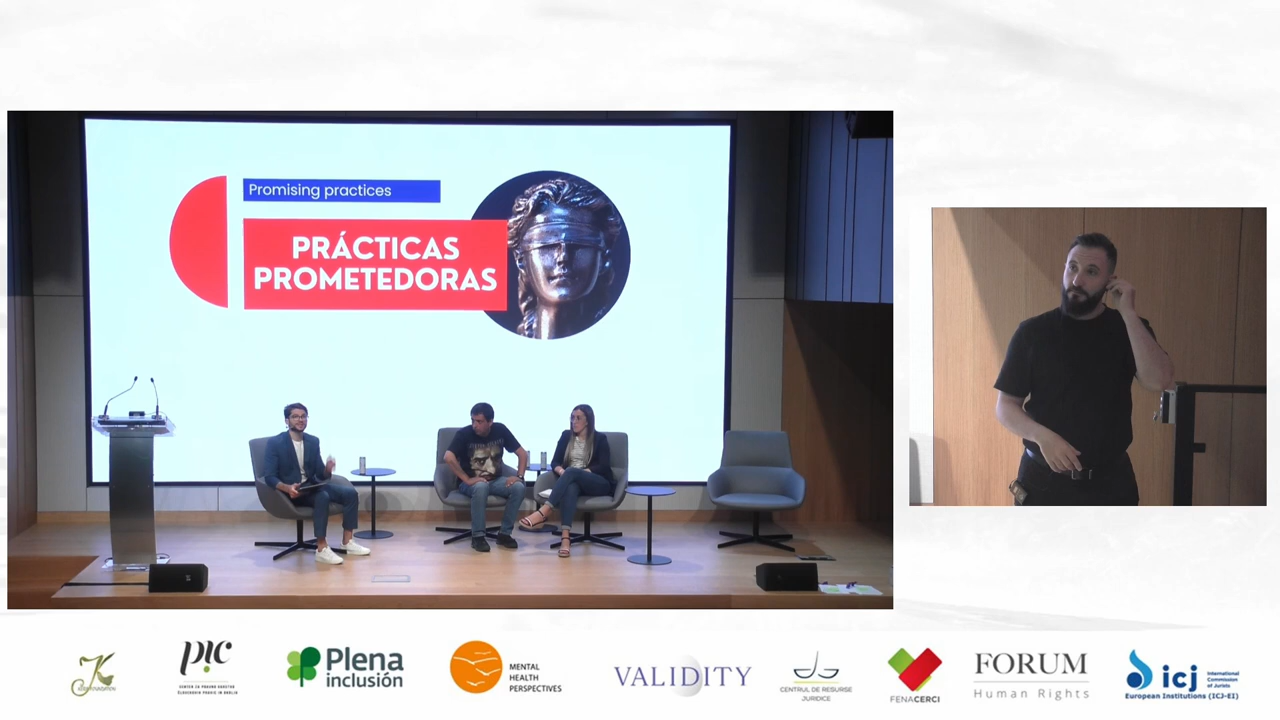 Promising practices
PRÁCTICAS
PROMETEDORAS
pic
Plena
inclusión
MENTAL
HEALTH
PERSPECTIVES
VALIDITY
CENTRUL DE RESURSE
JURIDICE
FENACERCI
FORUM
Human Rights
icj
International
Commission
of Jurists
European Institutions (ICJ-EI)